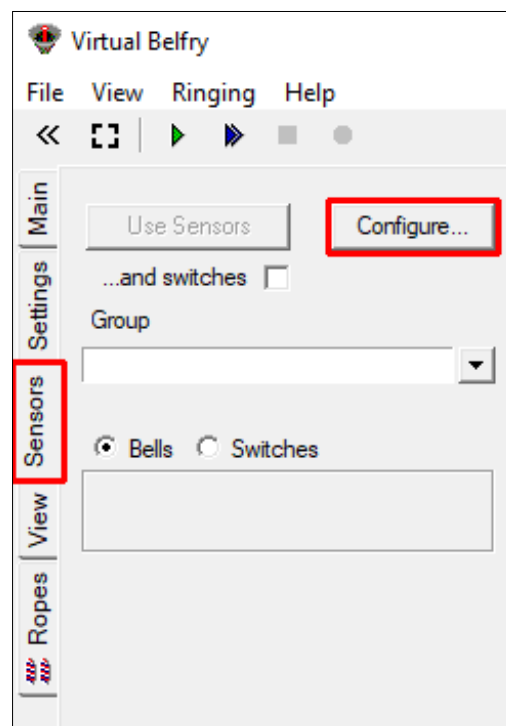 Virtual Belfry
File View Ringing Help
Main
Settings
Sensors
View
Ropes
Use Sensors Configure...
...and switches
Group
Bells Switches